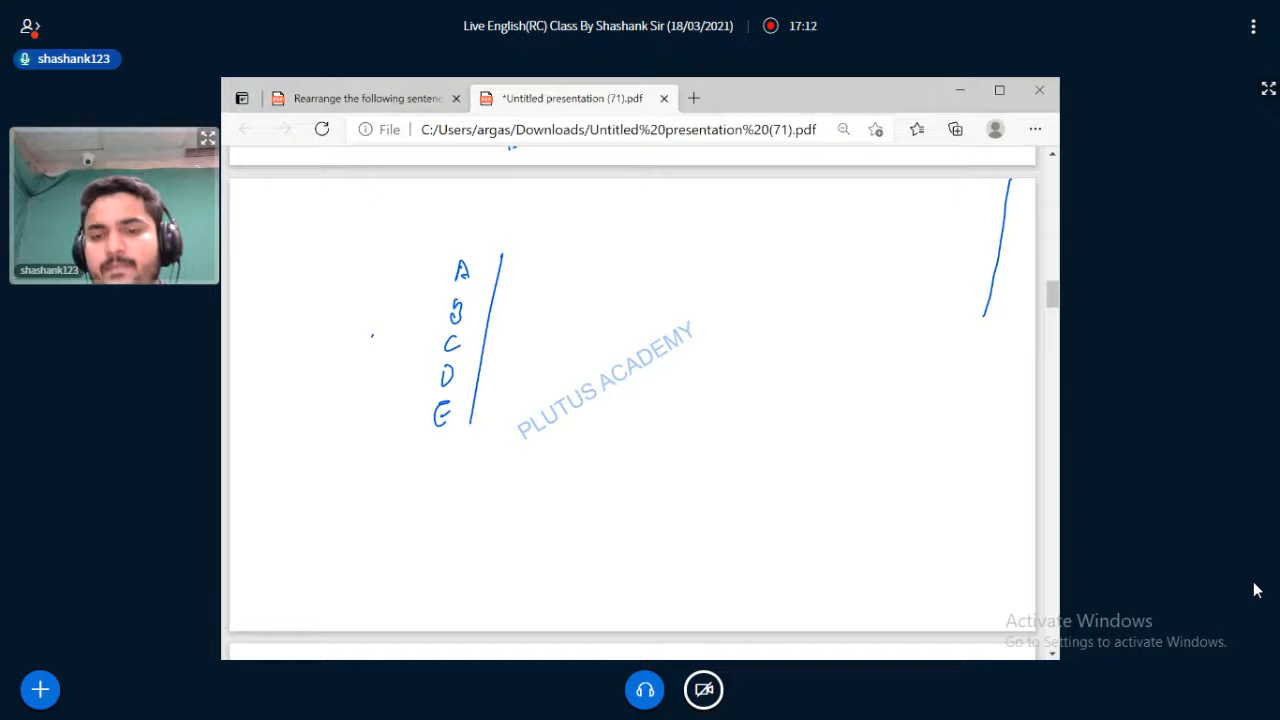 Live English(RC) Class By Shashank Sir (18/03/2021)
17:12
shashank123
Rearrange the following sentenc
*Untitled presentation (71).pdf
File
C:/Users/argas/Downloads/Untitled%20presentation%20(71).pdf
shashank123
A
B
C
D
E
PLUTUS ACADEMY
Activate Windows
Go to Settings to activate Windows.